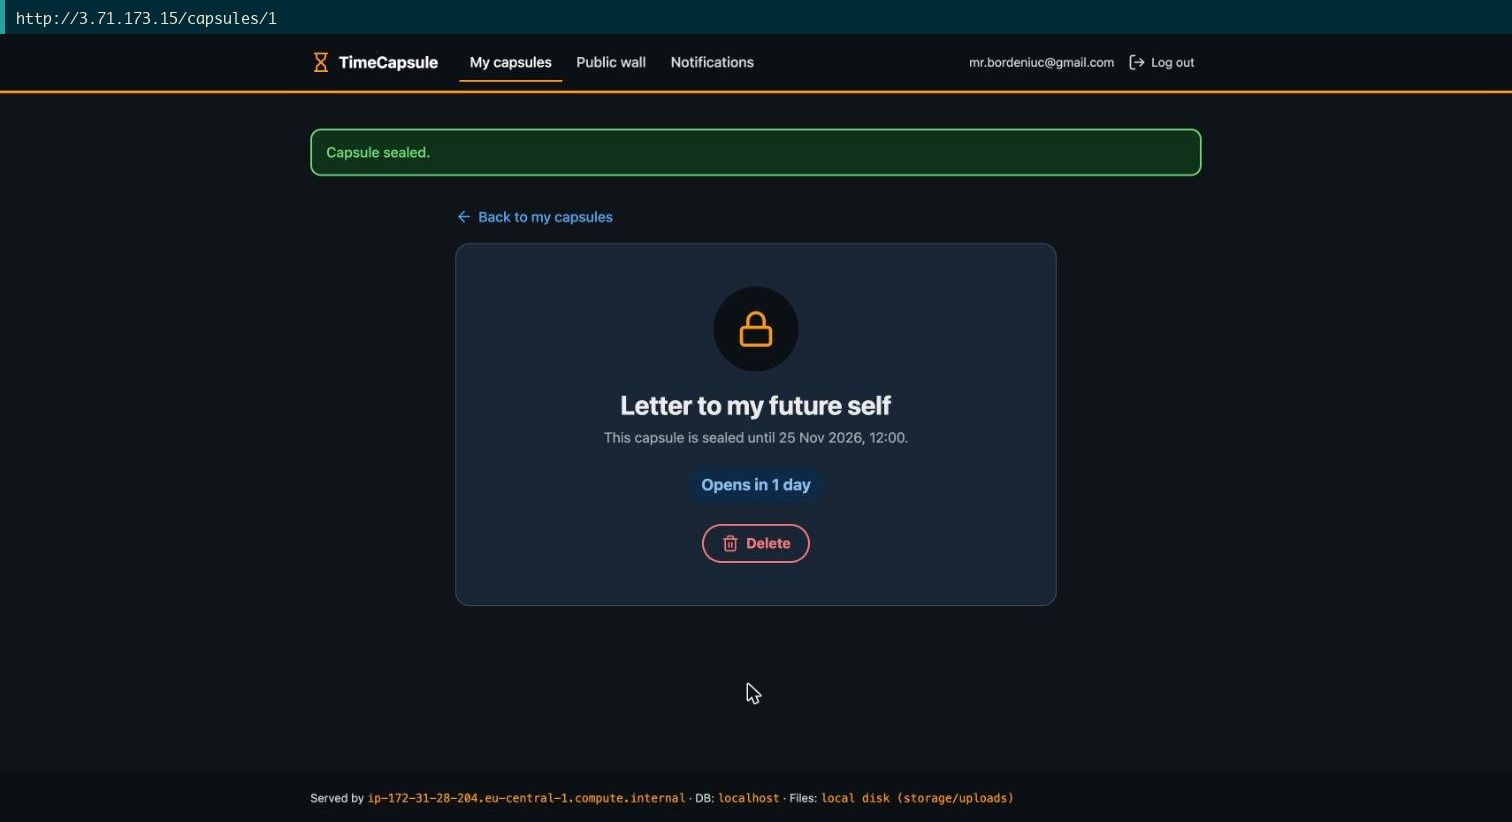 http://3.71.173.15/capsules/1
TimeCapsule My capsules Public wall Notifications mr.bordeniuc@gmail.com Log out
Capsule sealed.
← Back to my capsules
Letter to my future self
This capsule is sealed until 25 Nov 2026, 12:00.
Opens in 1 day
Delete
Served by ip-172-31-28-204.eu-central-1.compute.internal · DB: localhost · Files: local disk (storage/uploads)